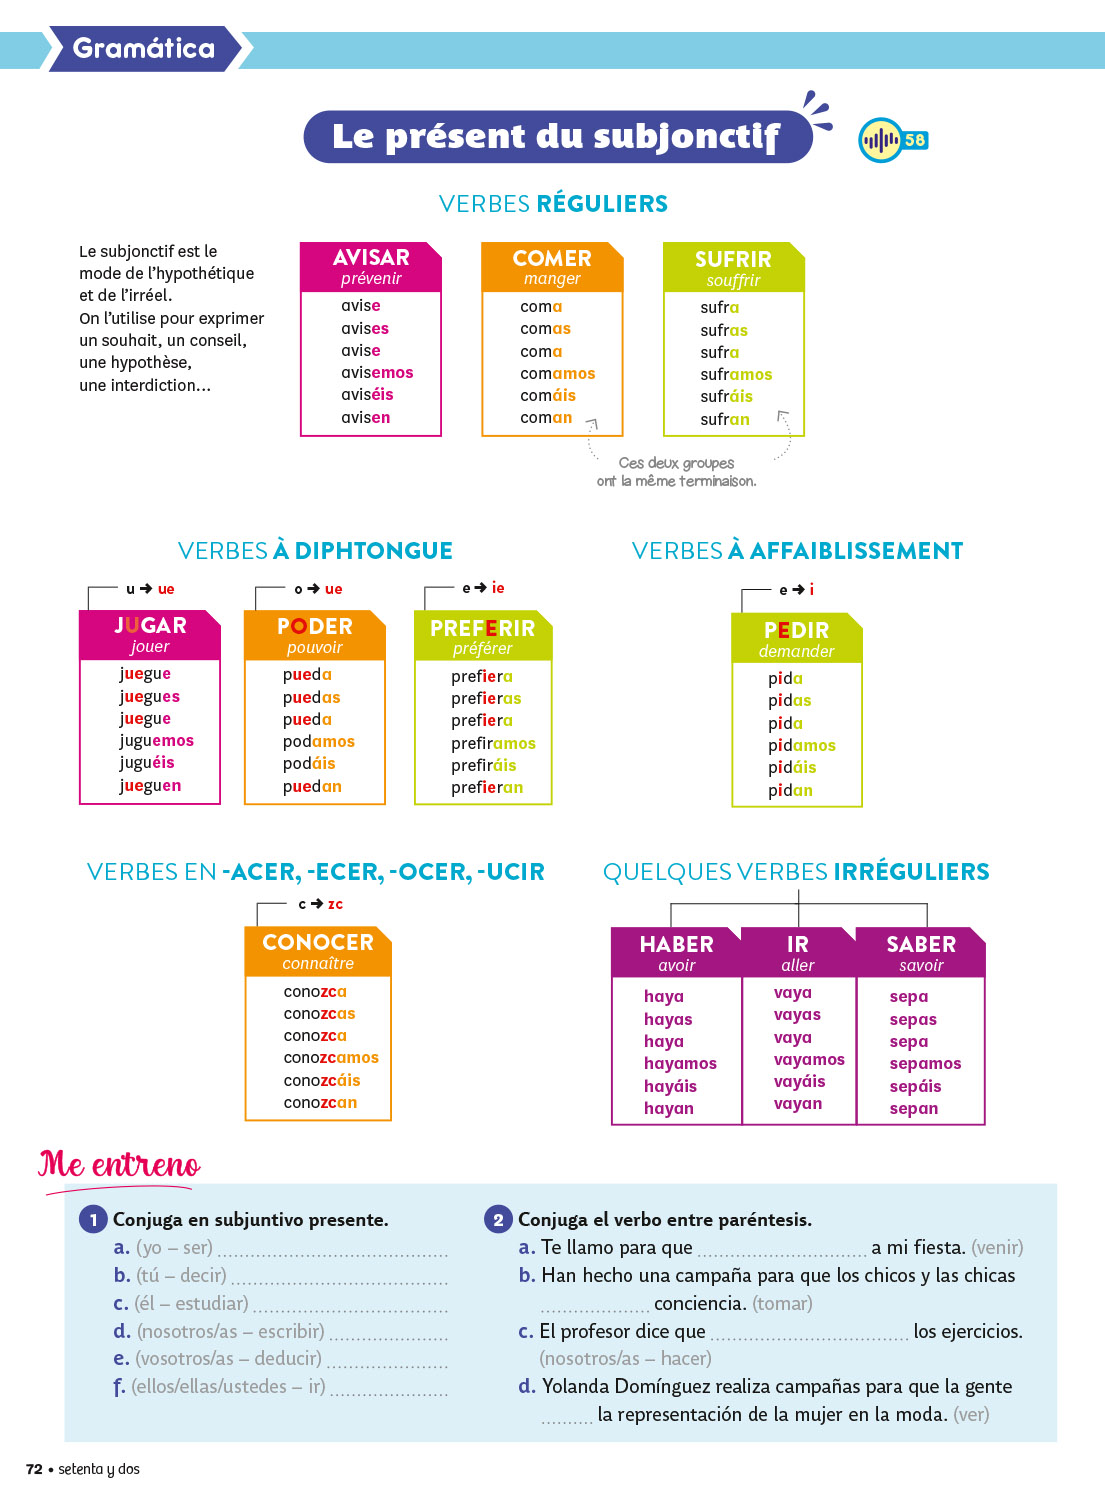 Gramática
Le présent du subjonctif
58
VERBES RÉGULIERS
Le subjonctif est le
mode de l'hypothétique
et de l'irréel.
On l'utilise pour exprimer
un souhait, un conseil,
une hypothèse,
une interdiction...
AVISAR
prévenir
avise
avises
avise
avisemos
aviséis
avisen
COMER
manger
coma
comas
coma
comamos
comáis
coman
SUFRIR
souffrir
sufra
sufras
sufra
suframos
sufráis
sufran
Ces deux groupes
ont la même terminaison.
VERBES À DIPHTONGUE
u → ue
JUGAR
jouer
juegue
juegues
juegue
juguemos
juguéis
jueguen
o → ue
PODER
pouvoir
pueda
puedas
pueda
podamos
podáis
puedan
e → ie
PREFERIR
préférer
prefiera
prefieras
prefiera
prefiramos
prefiráis
prefieran
VERBES À AFFAIBLISSEMENT
e → i
PEDIR
demander
pida
pidas
pida
pidamos
pidáis
pidan
VERBES EN -ACER, -ECER, -OCER, -UCIR
c → zc
CONOCER
connaître
conozca
conozcas
conozca
conozcamos
conozcáis
conozcan
QUELQUES VERBES IRRÉGULIERS
HABER
avoir
haya
hayas
haya
hayamos
hayáis
hayan
IR
aller
vaya
vayas
vaya
vayamos
vayáis
vayan
SABER
savoir
sepa
sepas
sepa
sepamos
sepáis
sepan
Me entreno
1 Conjuga en subjuntivo presente.
a. (yo – ser) ........................................
b. (tú – decir) ........................................
c. (él – estudiar) ...................................
d. (nosotros/as – escribir) ......................
e. (vosotros/as – deducir) ......................
f. (ellos/ellas/ustedes – ir) ......................
2 Conjuga el verbo entre paréntesis.
a. Te llamo para que .............................. a mi fiesta. (venir)
b. Han hecho una campaña para que los chicos y las chicas
.................... conciencia. (tomar)
c. El profesor dice que .................................... los ejercicios.
(nosotros/as – hacer)
d. Yolanda Domínguez realiza campañas para que la gente
.......... la representación de la mujer en la moda. (ver)
72 • setenta y dos